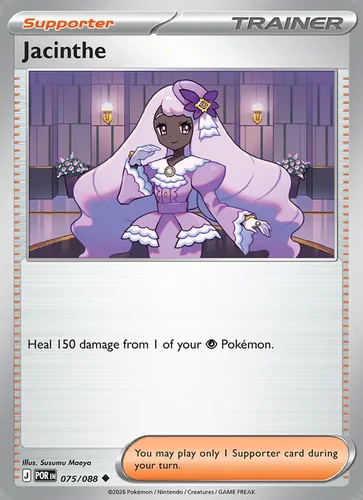 Supporter
TRAINER
Jacinthe
Heal 150 damage from 1 of your Pokémon.
Illus. Susumu Maeya
J POR EN 075/088
You may play only 1 Supporter card during
your turn.
©2026 Pokémon / Nintendo / Creatures / GAME FREAK